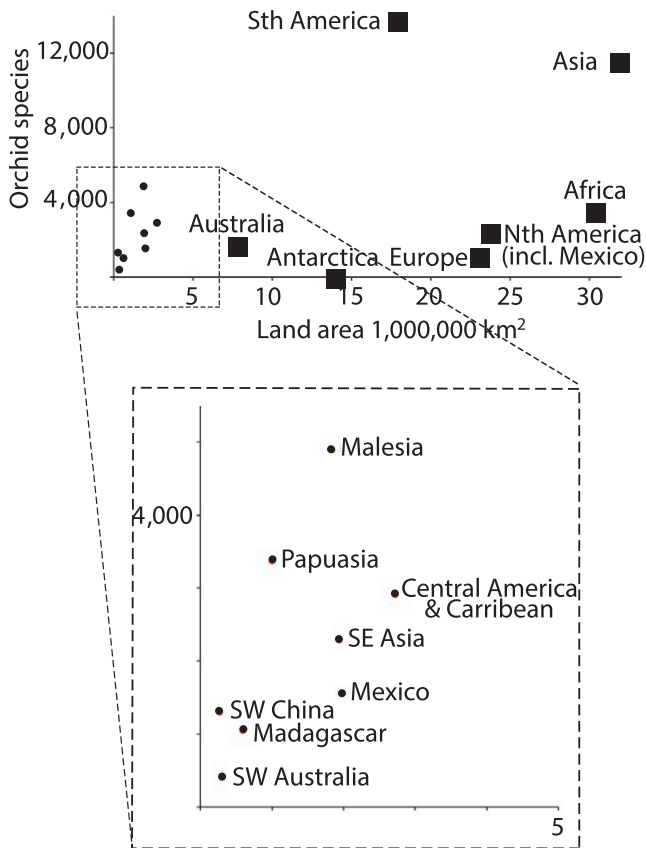 Sth America
Asia
12,000
Orchid species
8,000
4,000
Africa
Australia
Nth America
(incl. Mexico)
Antarctica
Europe
5
10
15
20
25
30
Land area 1,000,000 km²
Malesia
4,000
Papuasia
Central America
& Carribean
SE Asia
Mexico
SW China
Madagascar
SW Australia
5